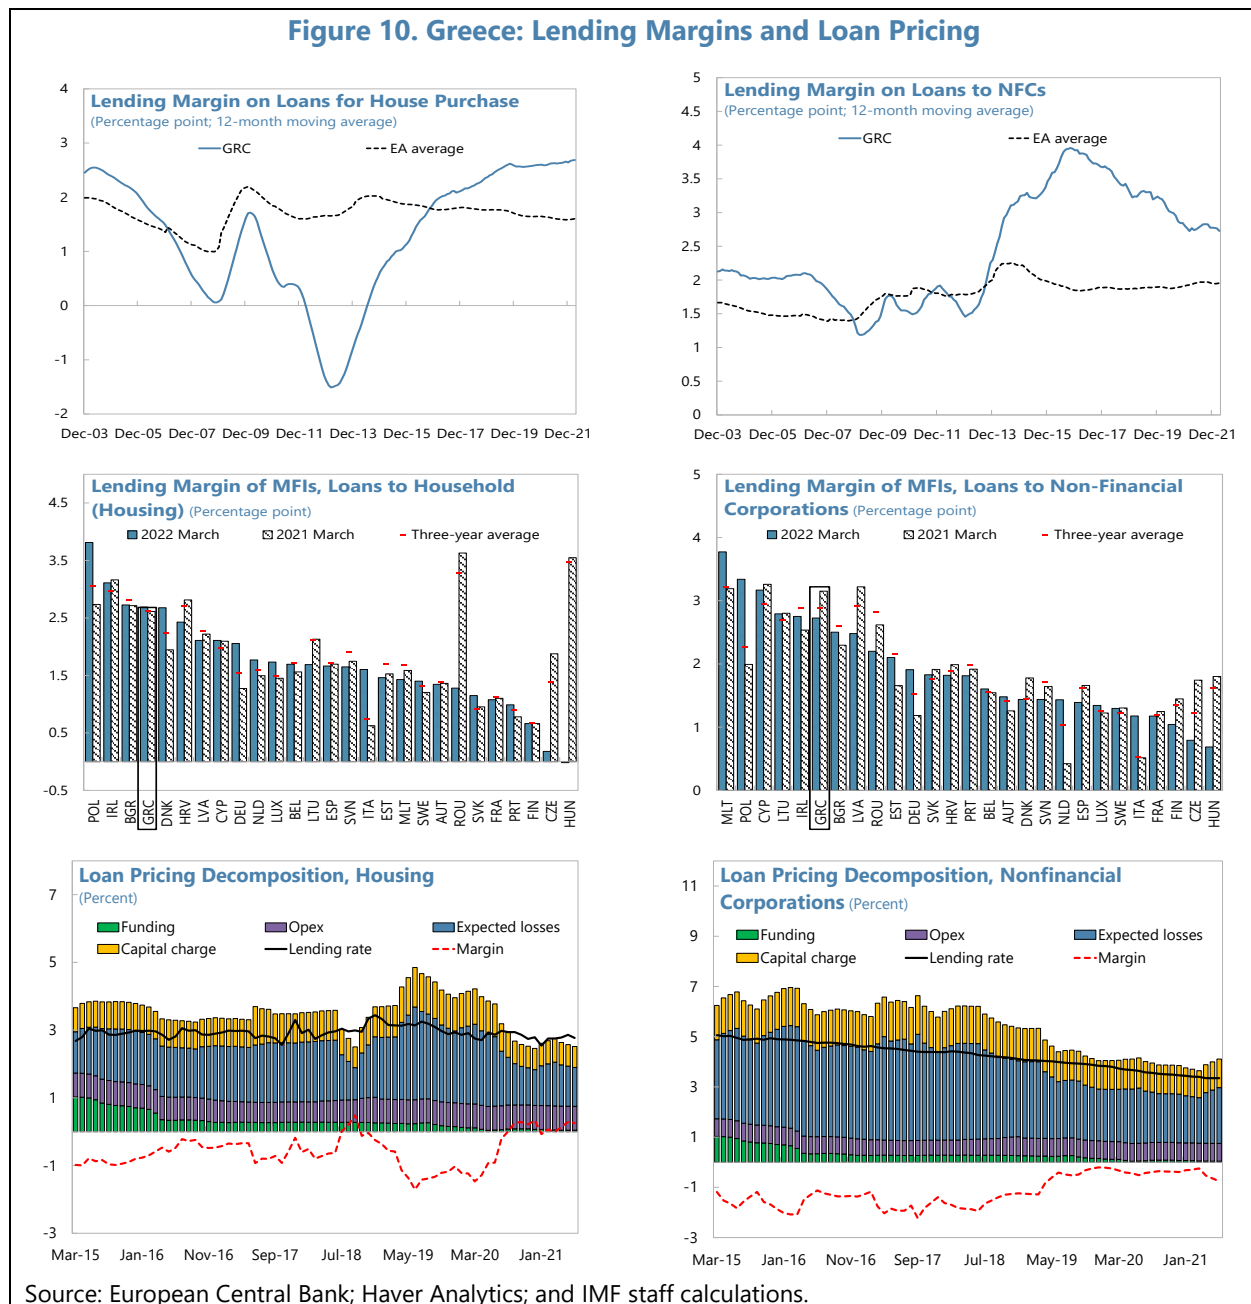 Figure 10. Greece: Lending Margins and Loan Pricing
Lending Margin on Loans for House Purchase
(Percentage point; 12-month moving average)
GRC
EA average
4
3
2
1
0
-1
-2
Dec-03 Dec-05 Dec-07 Dec-09 Dec-11 Dec-13 Dec-15 Dec-17 Dec-19 Dec-21
Lending Margin on Loans to NFCs
(Percentage point; 12-month moving average)
GRC
EA average
5
4.5
4
3.5
3
2.5
2
1.5
1
0.5
0
Dec-03 Dec-05 Dec-07 Dec-09 Dec-11 Dec-13 Dec-15 Dec-17 Dec-19 Dec-21
Lending Margin of MFIs, Loans to Household
(Housing) (Percentage point)
2022 March
2021 March
Three-year average
4.5
3.5
2.5
1.5
0.5
-0.5
POL IRL BGR GRC DNK HRV LVA CYP DEU NLD LUX BEL LTU ESP SVN ITA EST MLT SWE AUT ROU SVK FRA PRT FIN CZE HUN
Lending Margin of MFIs, Loans to Non-Financial
Corporations (Percentage point)
2022 March
2021 March
Three-year average
5
4
3
2
1
0
MLT POL CYP LTU IRL GRC BGR LVA ROU EST DEU SVK HRV PRT BEL AUT DNK SVN NLD ESP LUX SWE ITA FRA FIN CZE HUN
Loan Pricing Decomposition, Housing
(Percent)
Funding
Opex
Expected losses
Capital charge
Lending rate
Margin
7
5
3
1
-1
-3
Mar-15 Jan-16 Nov-16 Sep-17 Jul-18 May-19 Mar-20 Jan-21
Loan Pricing Decomposition, Nonfinancial
Corporations (Percent)
Funding
Opex
Expected losses
Capital charge
Lending rate
Margin
11
9
7
5
3
1
-1
-3
Mar-15 Jan-16 Nov-16 Sep-17 Jul-18 May-19 Mar-20 Jan-21
Source: European Central Bank; Haver Analytics; and IMF staff calculations.